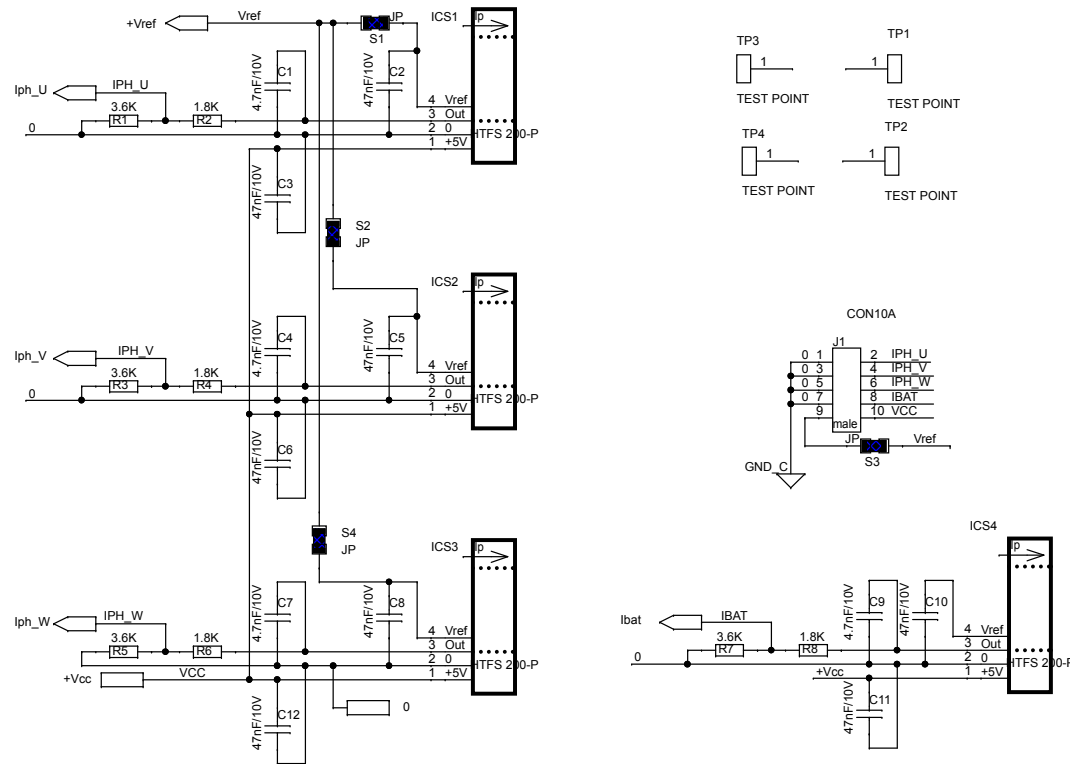 +Vref
Vref
JP
S1
ICS1
Ip
C1
4.7nF/10V
C2
47nF/10V
Iph_U
IPH_U
3.6K
R1
1.8K
R2
0
4 Vref
3 Out
2 0
1 +5V
HTFS 200-P
C3
47nF/10V
S2
JP
ICS2
Ip
C4
4.7nF/10V
C5
47nF/10V
Iph_V
IPH_V
3.6K
R3
1.8K
R4
0
4 Vref
3 Out
2 0
1 +5V
HTFS 200-P
C6
47nF/10V
S4
JP
ICS3
Ip
C7
4.7nF/10V
C8
47nF/10V
Iph_W
IPH_W
3.6K
R5
1.8K
R6
4 Vref
3 Out
2 0
1 +5V
HTFS 200-P
+Vcc
VCC
0
C12
47nF/10V
TP3
1
TEST POINT
TP1
1
TEST POINT
TP4
1
TEST POINT
TP2
1
TEST POINT
CON10A
J1
0 1 2 IPH_U
0 3 4 IPH_V
0 5 6 IPH_W
0 7 8 IBAT
9 10 VCC
male
JP
S3
Vref
GND_C
ICS4
Ip
C9
4.7nF/10V
C10
47nF/10V
Ibat
IBAT
3.6K
R7
1.8K
R8
0
4 Vref
3 Out
2 0
1 +5V
HTFS 200-P
+Vcc
C11
47nF/10V